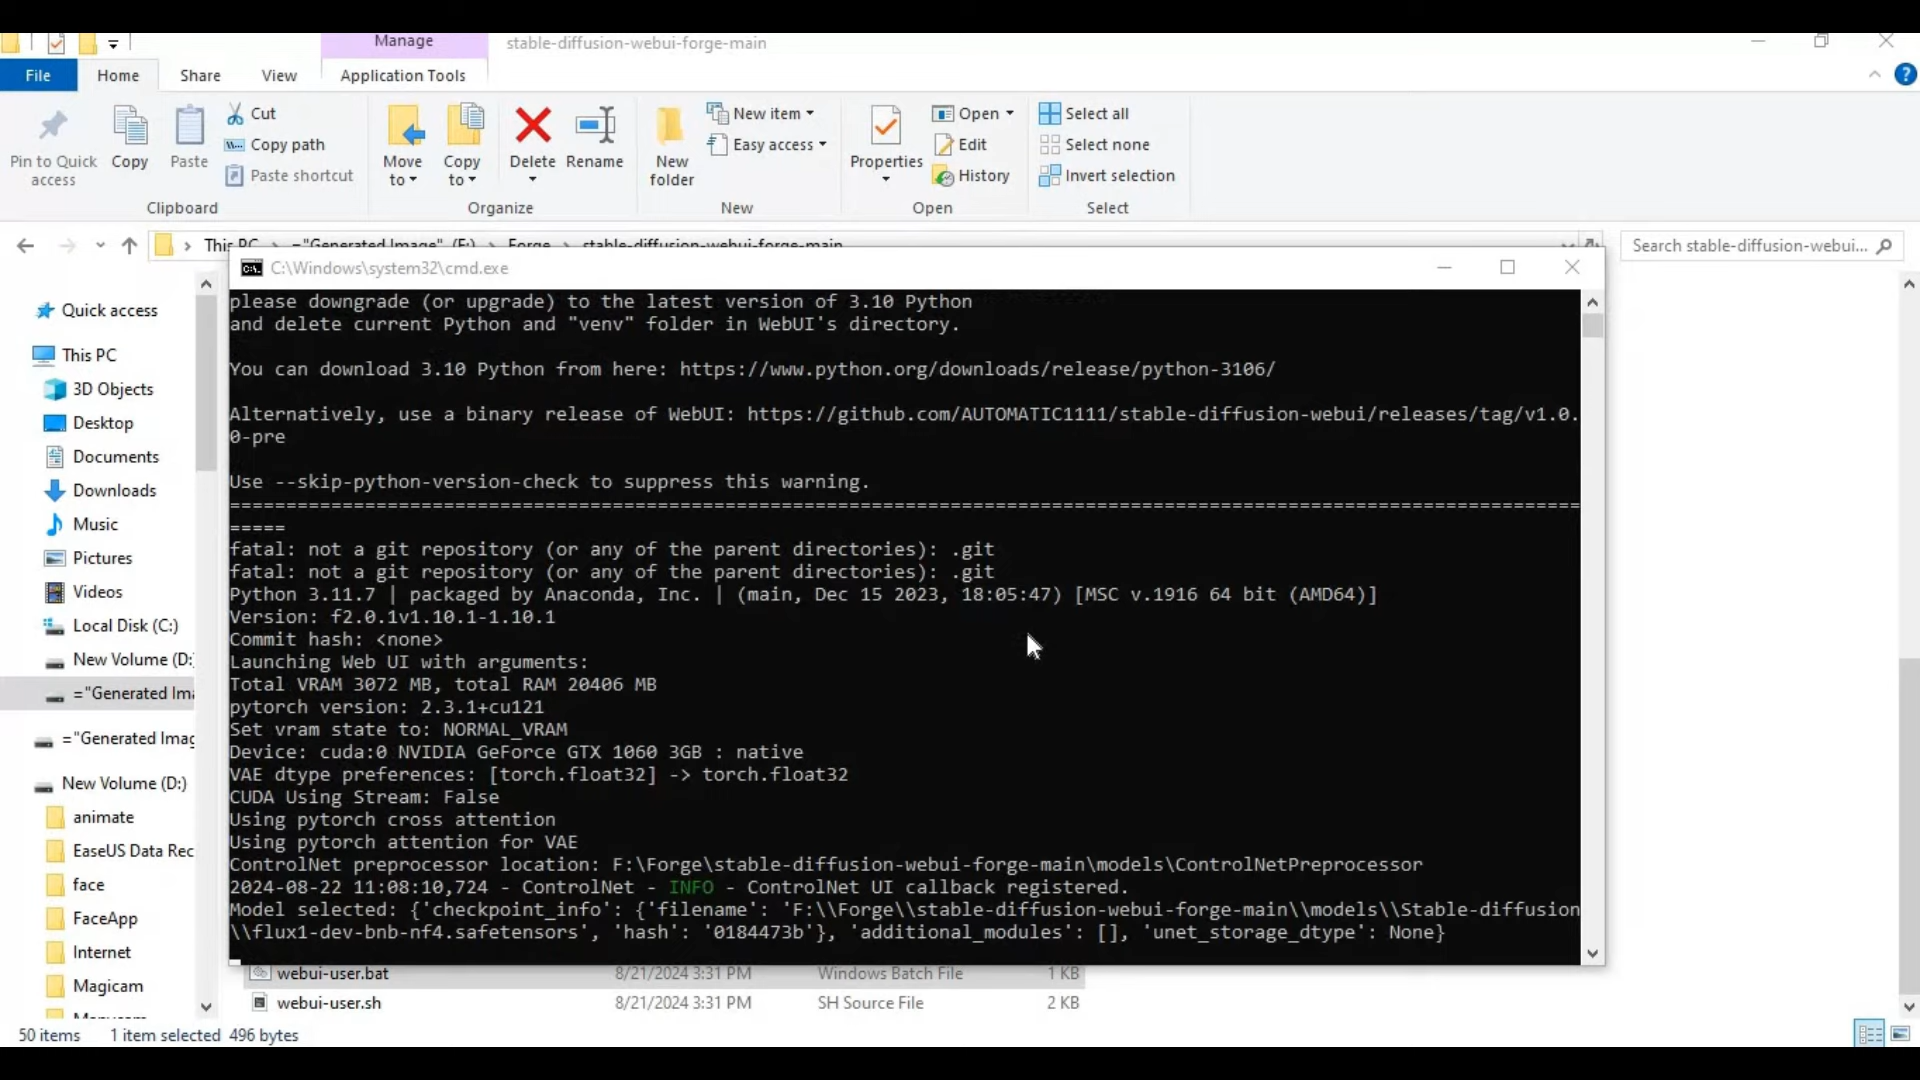 Manage
stable-diffusion-webui-forge-main
File
Home
Share
View
Application Tools
Pin to Quick access
Copy
Paste
Cut
Copy path
Paste shortcut
Clipboard
Move to
Copy to
Delete
Rename
Organize
New folder
New item
Easy access
New
Properties
Open
Edit
History
Open
Select all
Select none
Invert selection
Select
This PC
="Generated Image" (F:)
Forge
stable-diffusion-webui-forge-main
Search stable-diffusion-webui...
Quick access
This PC
3D Objects
Desktop
Documents
Downloads
Music
Pictures
Videos
Local Disk (C:)
New Volume (D:
="Generated Ima
="Generated Imag
New Volume (D:)
animate
EaseUS Data Rec
face
FaceApp
Internet
Magicam
C:\Windows\system32\cmd.exe
please downgrade (or upgrade) to the latest version of 3.10 Python
and delete current Python and "venv" folder in WebUI's directory.
You can download 3.10 Python from here: https://www.python.org/downloads/release/python-3106/
Alternatively, use a binary release of WebUI: https://github.com/AUTOMATIC1111/stable-diffusion-webui/releases/tag/v1.0.
0-pre
Use --skip-python-version-check to suppress this warning.
fatal: not a git repository (or any of the parent directories): .git
fatal: not a git repository (or any of the parent directories): .git
Python 3.11.7 | packaged by Anaconda, Inc. | (main, Dec 15 2023, 18:05:47) [MSC v.1916 64 bit (AMD64)]
Version: f2.0.1v1.10.1-1.10.1
Commit hash: <none>
Launching Web UI with arguments:
Total VRAM 3072 MB, total RAM 20406 MB
pytorch version: 2.3.1+cu121
Set vram state to: NORMAL_VRAM
Device: cuda:0 NVIDIA GeForce GTX 1060 3GB : native
VAE dtype preferences: [torch.float32] -> torch.float32
CUDA Using Stream: False
Using pytorch cross attention
Using pytorch attention for VAE
ControlNet preprocessor location: F:\Forge\stable-diffusion-webui-forge-main\models\ControlNetPreprocessor
2024-08-22 11:08:10,724 - ControlNet - INFO - ControlNet UI callback registered.
Model selected: {'checkpoint_info': {'filename': 'F:\\Forge\\stable-diffusion-webui-forge-main\\models\\Stable-diffusion
\\flux1-dev-bnb-nf4.safetensors', 'hash': '0184473b'}, 'additional_modules': [], 'unet_storage_dtype': None}
webui-user.bat 8/21/2024 3:31 PM Windows Batch File 1 KB
webui-user.sh 8/21/2024 3:31 PM SH Source File 2 KB
50 items 1 item selected 496 bytes